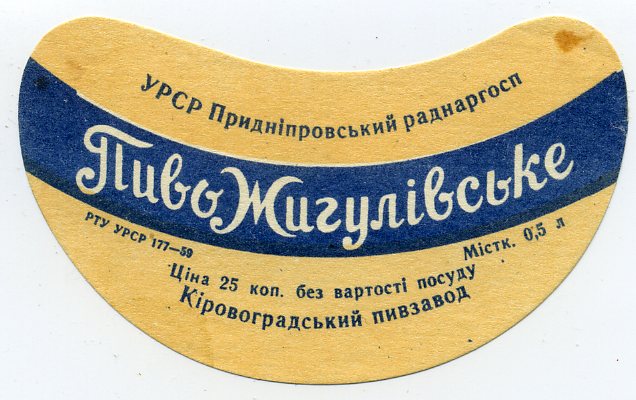 УРСР Придніпровський раднаргосп
Пиво Жигулівське
РТУ УРСР 177—59
Містк. 0,5 л
Ціна 25 коп. без вартості посуду
Кіровоградський пивзавод